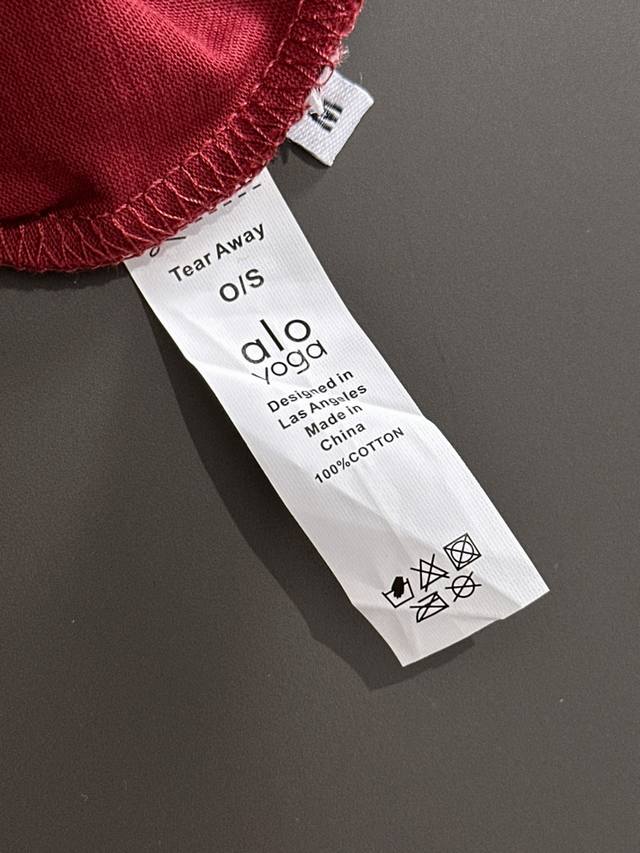 M
Tear Away
O/S
alo
yoga
Designed in
Las Angeles
Made in
China
100%COTTON